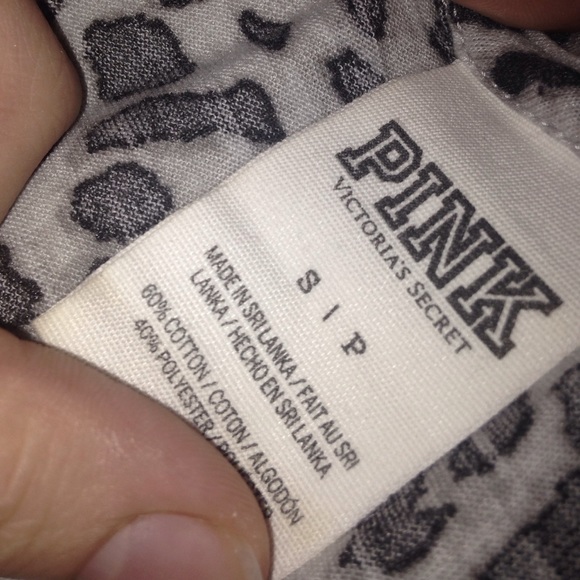 PINK
VICTORIA'S SECRET
S | P
MADE IN SRI LANKA / FAIT AU SRI
LANKA / HECHO EN SRI LANKA
60% COTTON / COTON / ALGODÓN
40% POLYESTER /